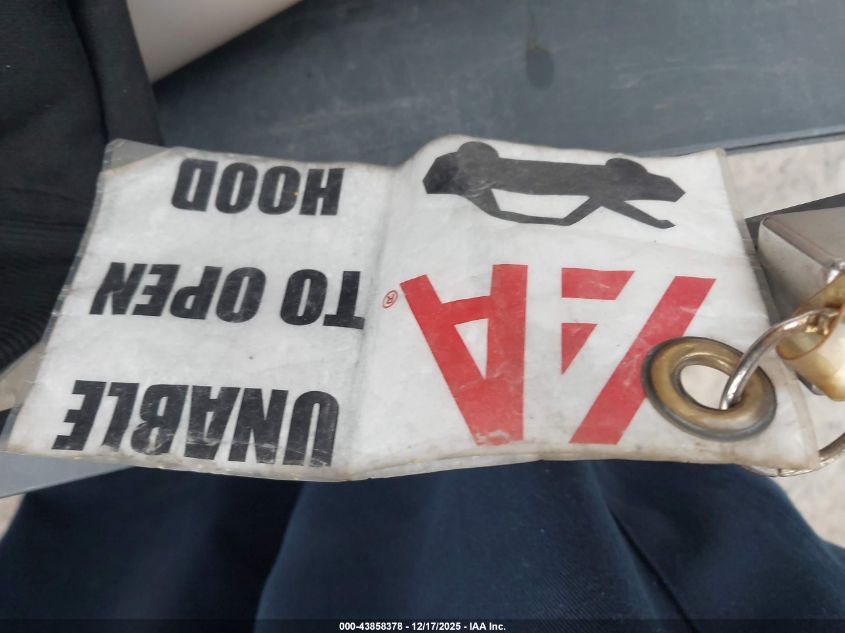 IAA®
UNABLE
TO OPEN
HOOD
000-43858378 - 12/17/2025 - IAA Inc.